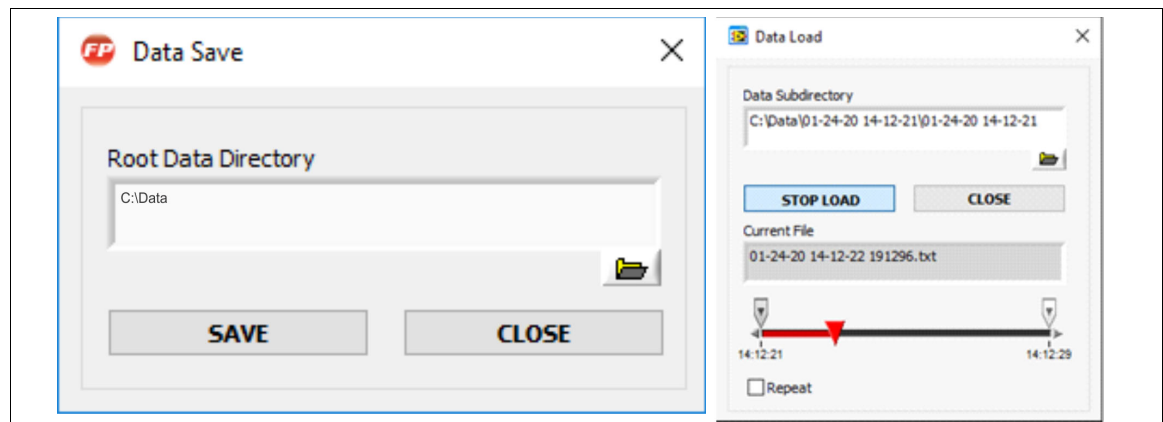 FP Data Save
Root Data Directory
C:\Data
SAVE CLOSE
Data Load
Data Subdirectory
C:\Data\01-24-20 14-12-21\01-24-20 14-12-21
STOP LOAD CLOSE
Current File
01-24-20 14-12-22 191296.txt
14:12:21 14:12:29
Repeat